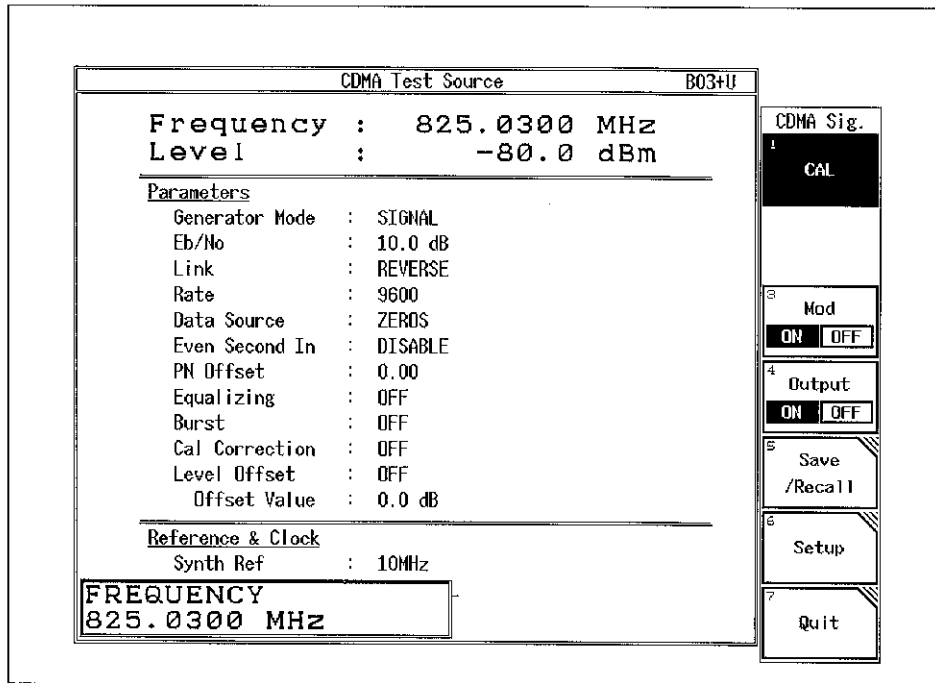 CDMA Test Source B03+U
Frequency : 825.0300 MHz
Level : -80.0 dBm
Parameters
Generator Mode : SIGNAL
Eb/No : 10.0 dB
Link : REVERSE
Rate : 9600
Data Source : ZEROS
Even Second In : DISABLE
PN Offset : 0.00
Equalizing : OFF
Burst : OFF
Cal Correction : OFF
Level Offset : OFF
Offset Value : 0.0 dB
Reference & Clock
Synth Ref : 10MHz
FREQUENCY
825.0300 MHz
CDMA Sig.
1
CAL
3
Mod
ON OFF
4
Output
ON OFF
5
Save
/Recall
6
Setup
7
Quit